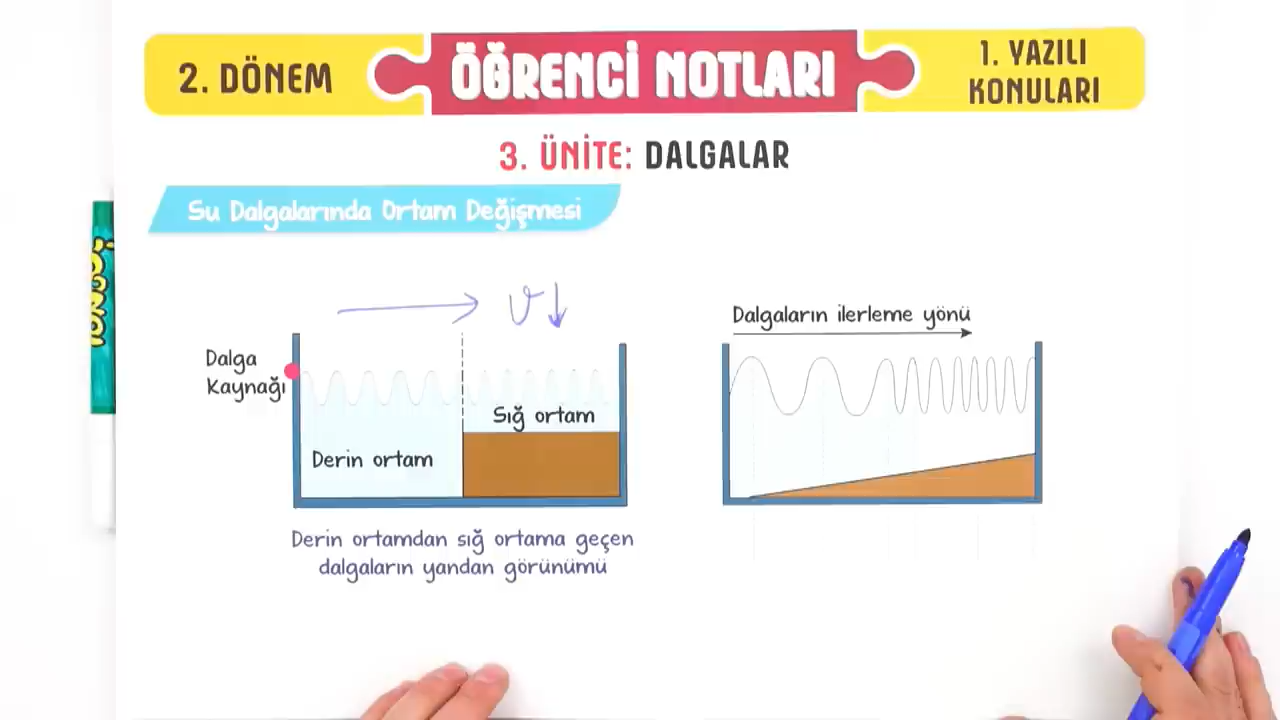 2. DÖNEM
ÖĞRENCİ NOTLARI
1. YAZILI
KONULARI
3. ÜNİTE: DALGALAR
Su Dalgalarında Ortam Değişmesi
V↓
Dalga
Kaynağı
Sığ ortam
Derin ortam
Derin ortamdan sığ ortama geçen
dalgaların yandan görünümü
Dalgaların ilerleme yönü